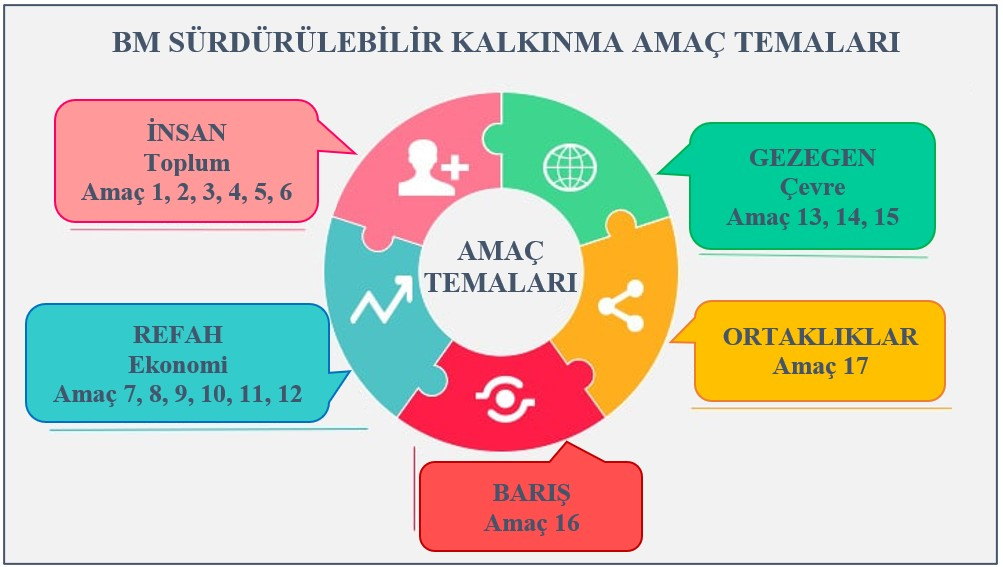 BM SÜRDÜRÜLEBİLİR KALKINMA AMAÇ TEMALARI
İNSAN
Toplum
Amaç 1, 2, 3, 4, 5, 6
GEZEGEN
Çevre
Amaç 13, 14, 15
AMAÇ
TEMALARI
REFAH
Ekonomi
Amaç 7, 8, 9, 10, 11, 12
ORTAKLIKLAR
Amaç 17
BARIŞ
Amaç 16